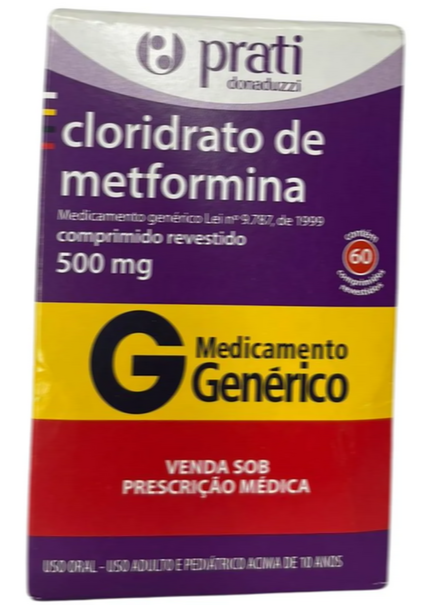 prati
donaduzzi
cloridrato de
metformina
Medicamento genérico Lei nº 9.787, de 1999
comprimido revestido
500 mg
contém
60
comprimidos
revestidos
G Medicamento
Genérico
VENDA SOB
PRESCRIÇÃO MÉDICA
USO ORAL - USO ADULTO E PEDIÁTRICO ACIMA DE 10 ANOS